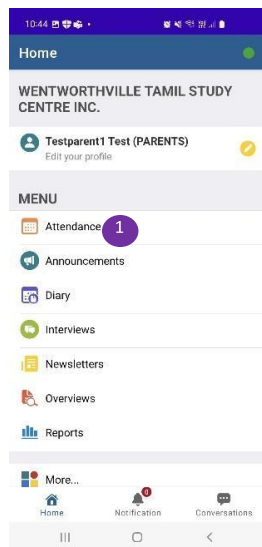 10:44
Home
WENTWORTHVILLE TAMIL STUDY
CENTRE INC.
Testparent1 Test (PARENTS)
Edit your profile
MENU
Attendance
1
Announcements
Diary
Interviews
Newsletters
Overviews
Reports
More...
0
Home Notification Conversations